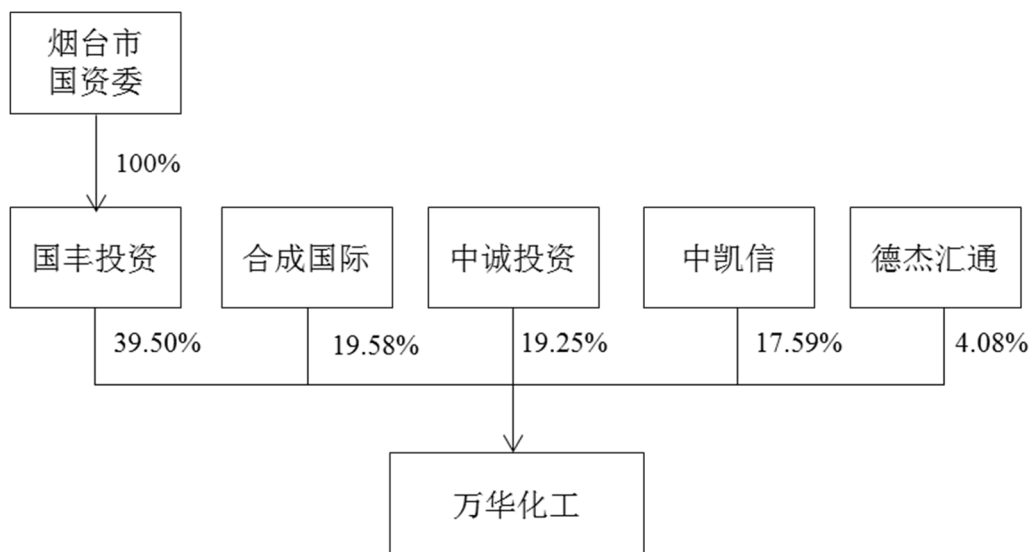 烟台市
国资委
100%
国丰投资
合成国际
中诚投资
中凯信
德杰汇通
39.50%
19.58%
19.25%
17.59%
4.08%
万华化工